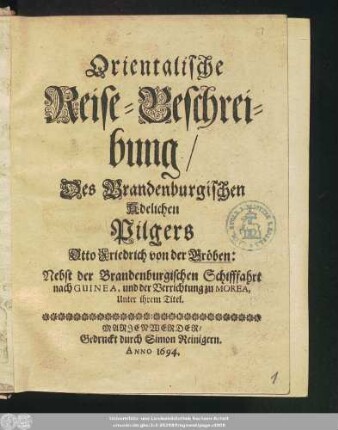 Orientalische
Reise-Beschrei-
bung/
Des Brandenburgischen
Adelichen
Pilgers
Otto Friedrich von der Gröben:
Nebst der Brandenburgischen Schifffahrt
nach GUINEA, und der Verrichtung zu MOREA,
Unter ihrem Titel.
MARJENWERDER/
Gedruckt durch Simon Reinigern.
ANNO 1694.
1